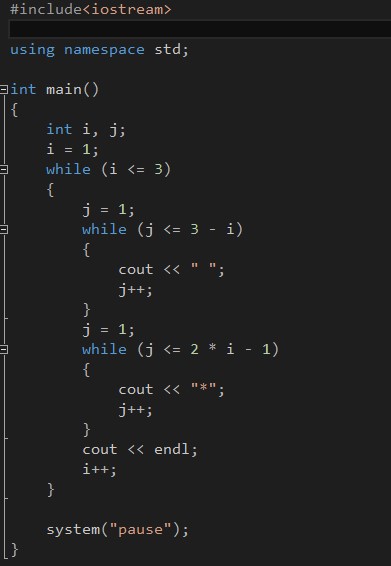 #include<iostream>
using namespace std;
int main()
{
    int i, j;
    i = 1;
    while (i <= 3)
    {
        j = 1;
        while (j <= 3 - i)
        {
            cout << " ";
            j++;
        }
        j = 1;
        while (j <= 2 * i - 1)
        {
            cout << "*";
            j++;
        }
        cout << endl;
        i++;
    }
    system("pause");
}